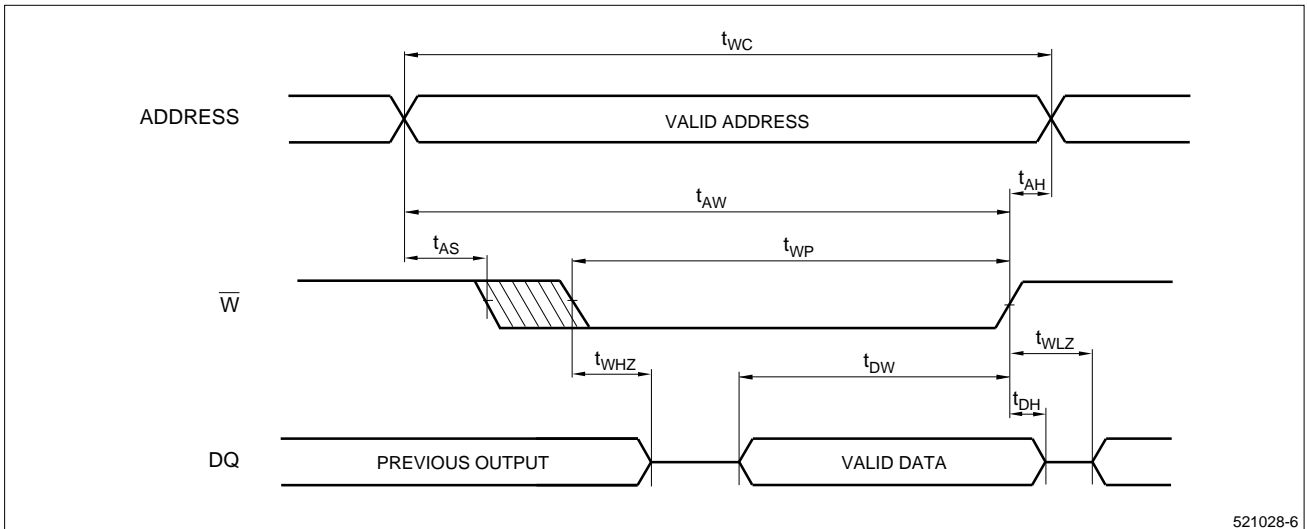 tWC
ADDRESS
VALID ADDRESS
tAH
tAW
tAS
tWP
W̅
tWHZ
tDW
tWLZ
tDH
DQ
PREVIOUS OUTPUT
VALID DATA
521028-6